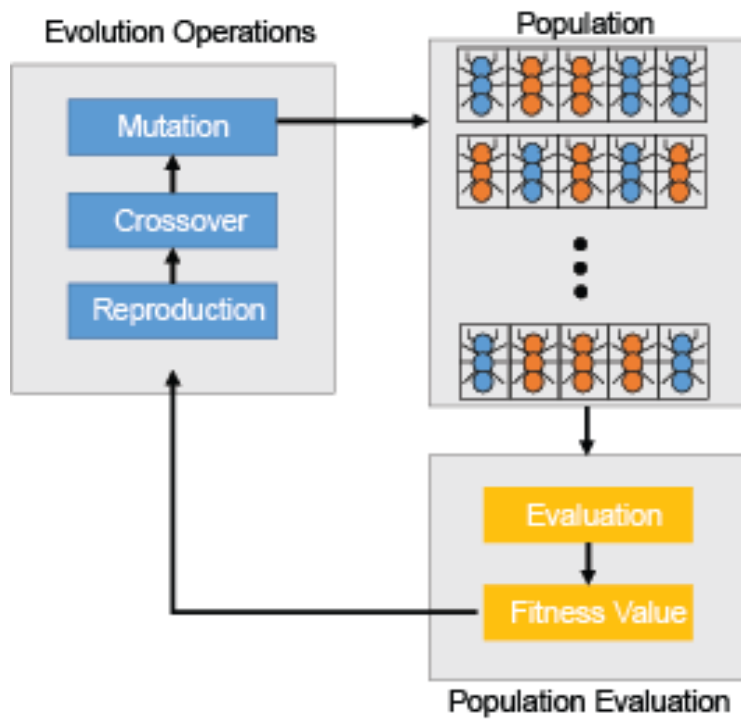 Evolution Operations
Mutation
Crossover
Reproduction
Population
Evaluation
Fitness Value
Population Evaluation